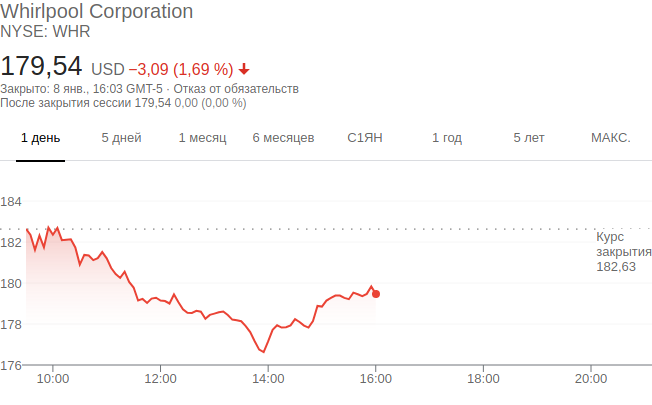 Whirlpool Corporation
NYSE: WHR
179,54 USD −3,09 (1,69 %)
Закрыто: 8 янв., 16:03 GMT-5 · Отказ от обязательств
После закрытия сессии 179,54 0,00 (0,00 %)
1 день 5 дней 1 месяц 6 месяцев С1ЯН 1 год 5 лет МАКС.
184
182
180
178
176
Курс
закрытия
182,63
10:00 12:00 14:00 16:00 18:00 20:00